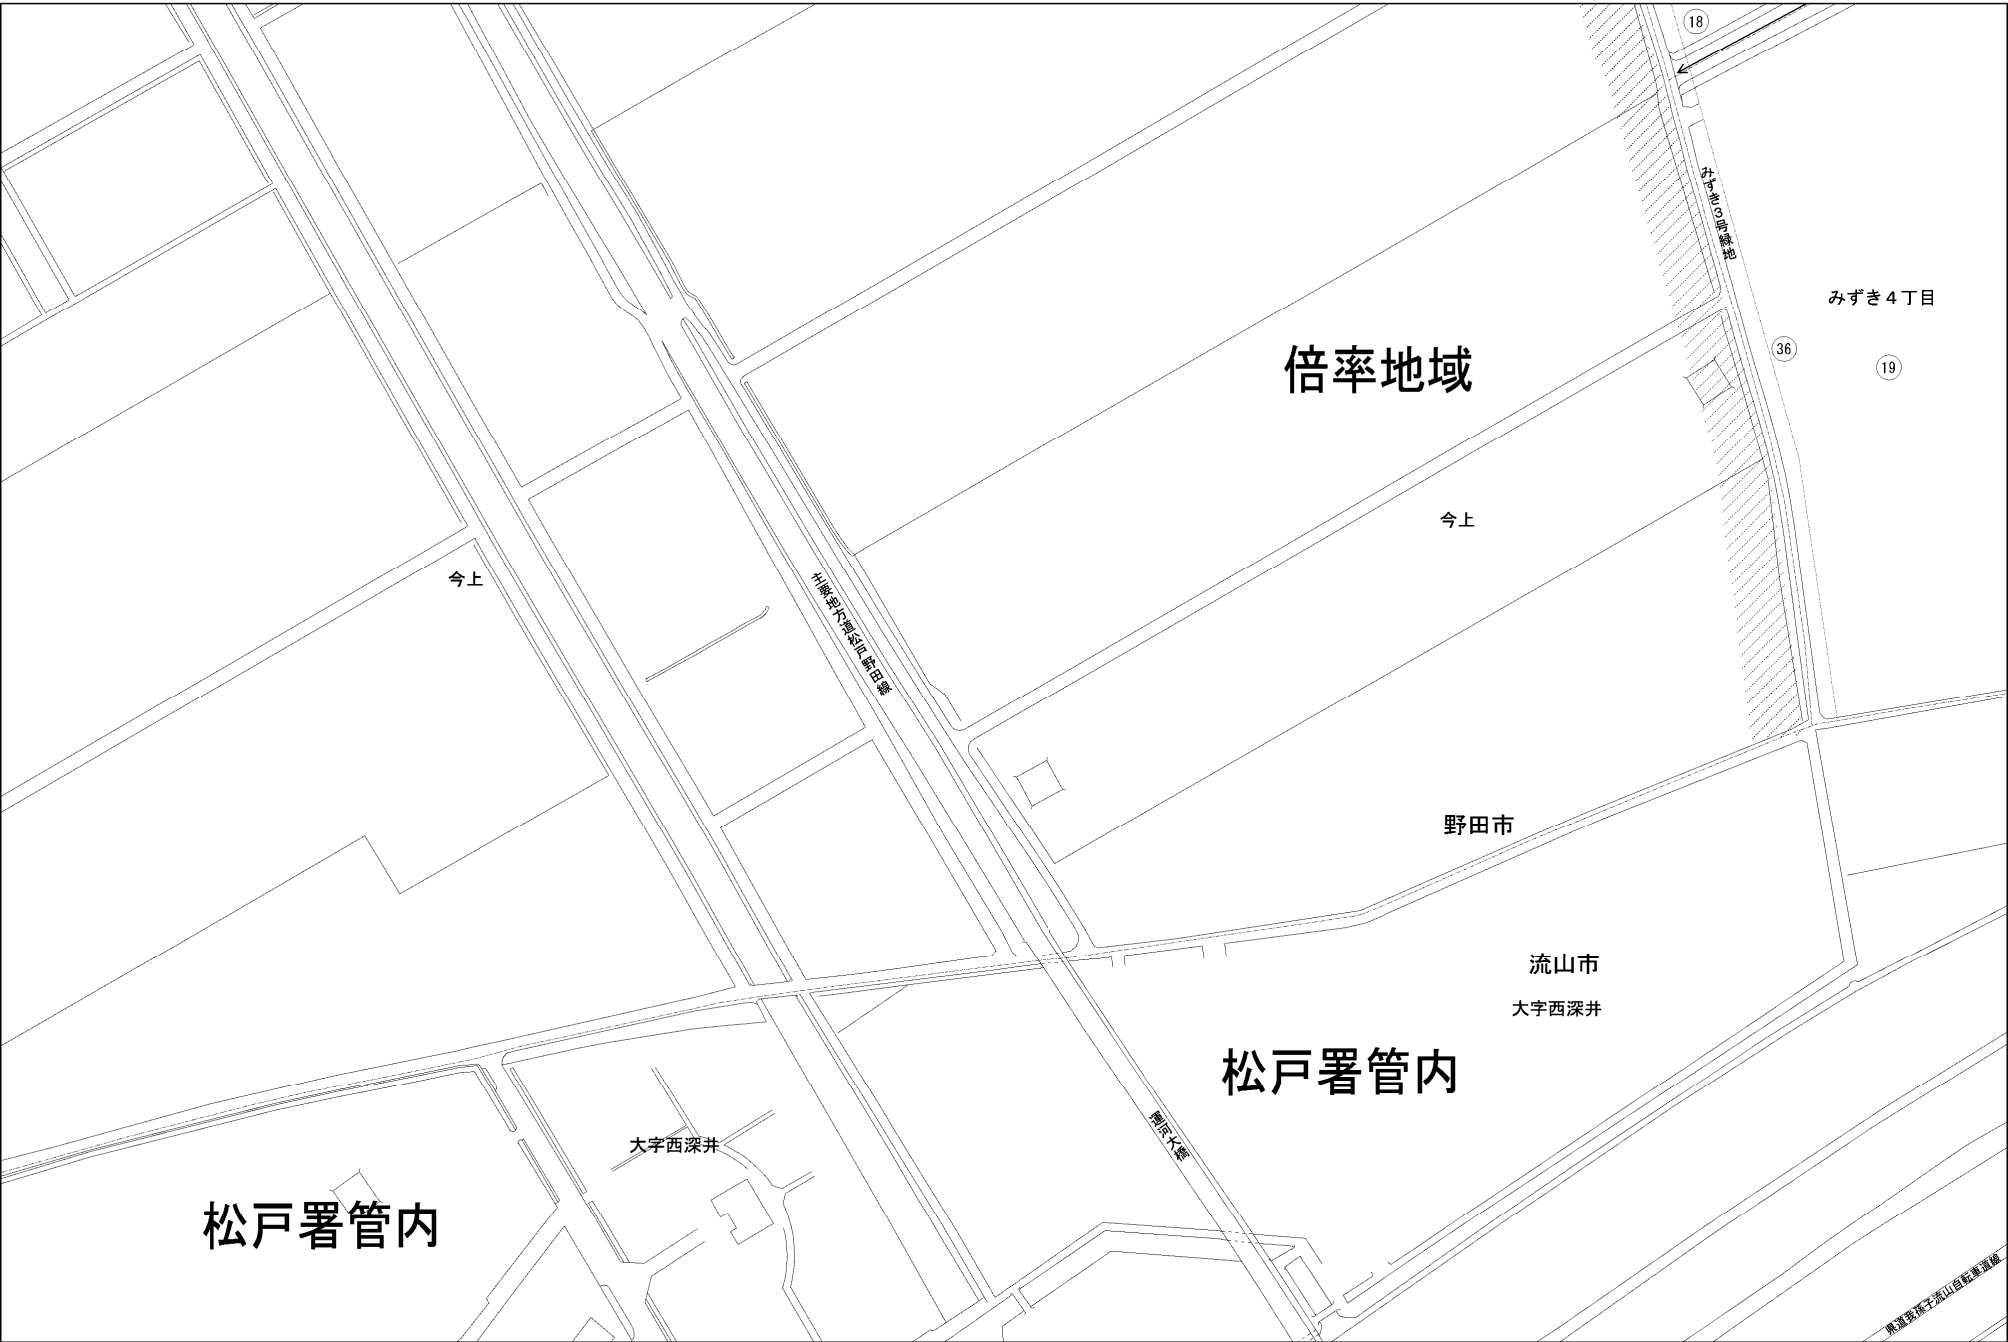 18
みずき3号緑地
みずき4丁目
倍率地域
36
19
今上
今上
主要地方道松戸野田線
野田市
流山市
大字西深井
松戸署管内
運河大橋
大字西深井
松戸署管内
県道我孫子流山自転車道線